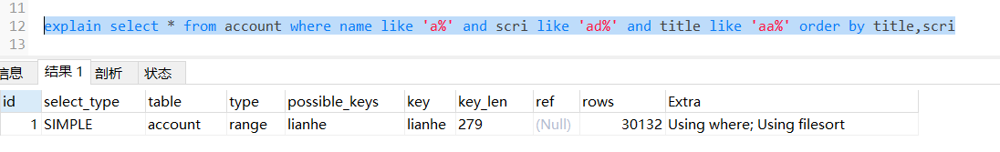 11
12 explain select * from account where name like 'a%' and scri like 'ad%' and title like 'aa%' order by title,scri
13
信息 结果 1 剖析 状态
id select_type table type possible_keys key key_len ref rows Extra
1 SIMPLE account range lianhe lianhe 279 (Null) 30132 Using where; Using filesort